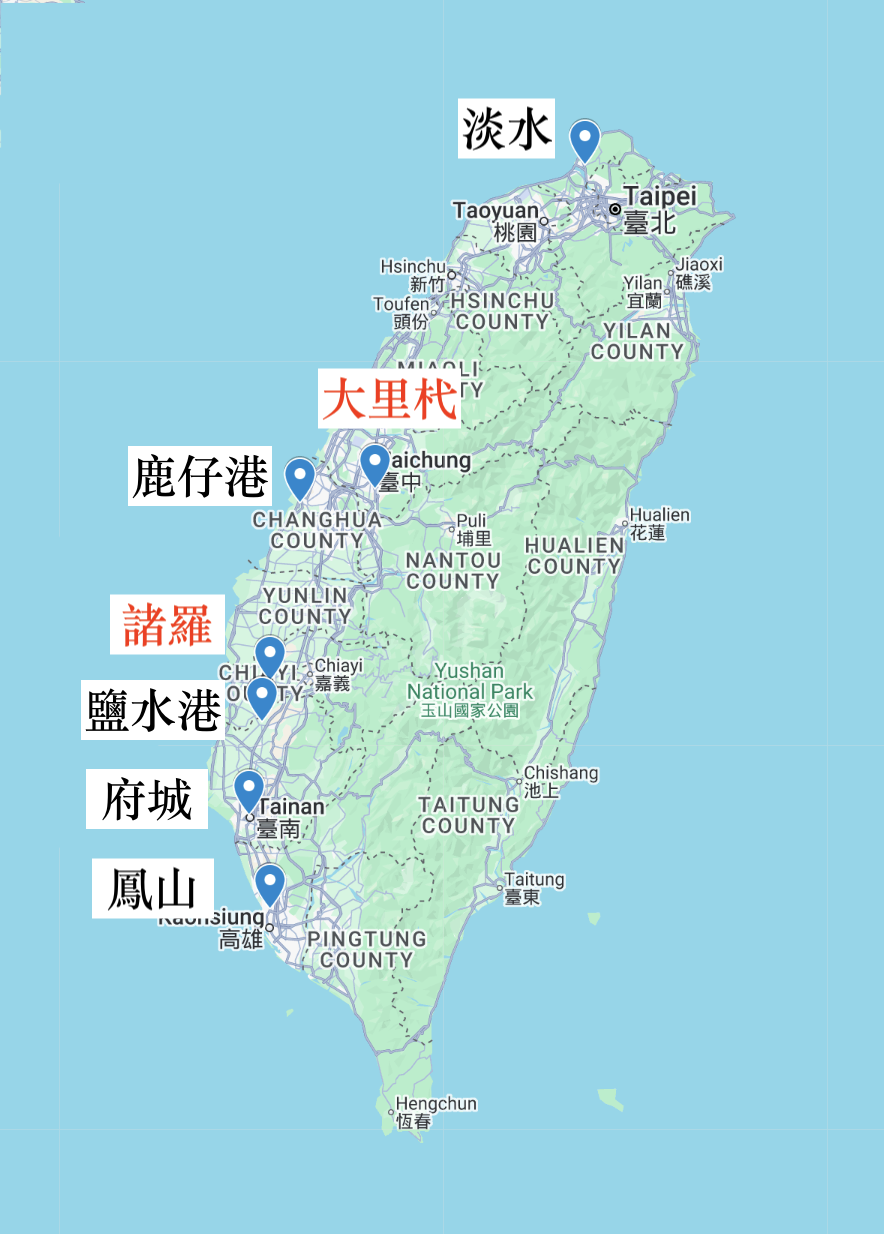 淡水
Taipei
臺北
Taoyuan
桃園
Jiaoxi
礁溪
Hsinchu
新竹
Yilan
宜蘭
Toufen
頭份
HSINCHU
COUNTY
YILAN
COUNTY
大里杙
鹿仔港
aichung
臺中
CHANGHUA
COUNTY
Puli
埔里
Hualien
花蓮
HUALIEN
COUNTY
NANTOU
COUNTY
YUNLIN
COUNTY
諸羅
Chiayi
嘉義
Yushan
National Park
玉山國家公園
鹽水港
府城
Tainan
臺南
Chishang
池上
TAITUNG
COUNTY
鳳山
Taitung
臺東
高雄
PINGTUNG
COUNTY
Hengchun
恆春